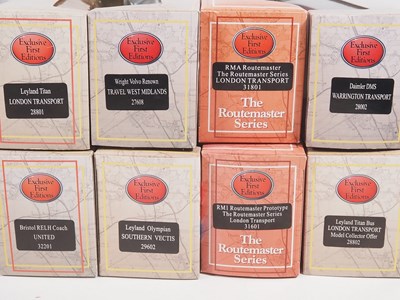 Exclusive
First
Editions
Leyland Titan
LONDON TRANSPORT
28801
Exclusive
First
Editions
Wright Volvo Renown
TRAVEL WEST MIDLANDS
27608
Exclusive
First
Editions
RMA Routemaster
The Routemaster Series
LONDON TRANSPORT
31801
The
Routemaster
Series
Exclusive
First
Editions
Daimler DMS
WARRINGTON TRANSPORT
28002
Exclusive
First
Editions
Bristol RELH Coach
UNITED
32203
Exclusive
First
Editions
Leyland Olympian
SOUTHERN VECTIS
29602
Exclusive
First
Editions
RM1 Routemaster Prototype
The Routemaster Series
London Transport
31601
The
Routemaster
Series
Exclusive
First
Editions
Leyland Titan Bus
LONDON TRANSPORT
Model Collector Offer
28802